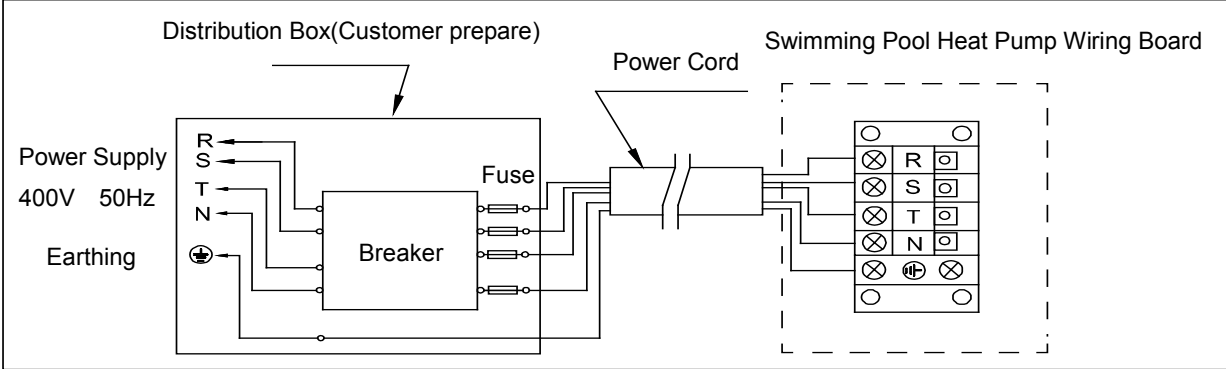 Distribution Box(Customer prepare)
Power Cord
Swimming Pool Heat Pump Wiring Board
Power Supply
400V 50Hz
Earthing
R
S
T
N
Breaker
Fuse
R
S
T
N